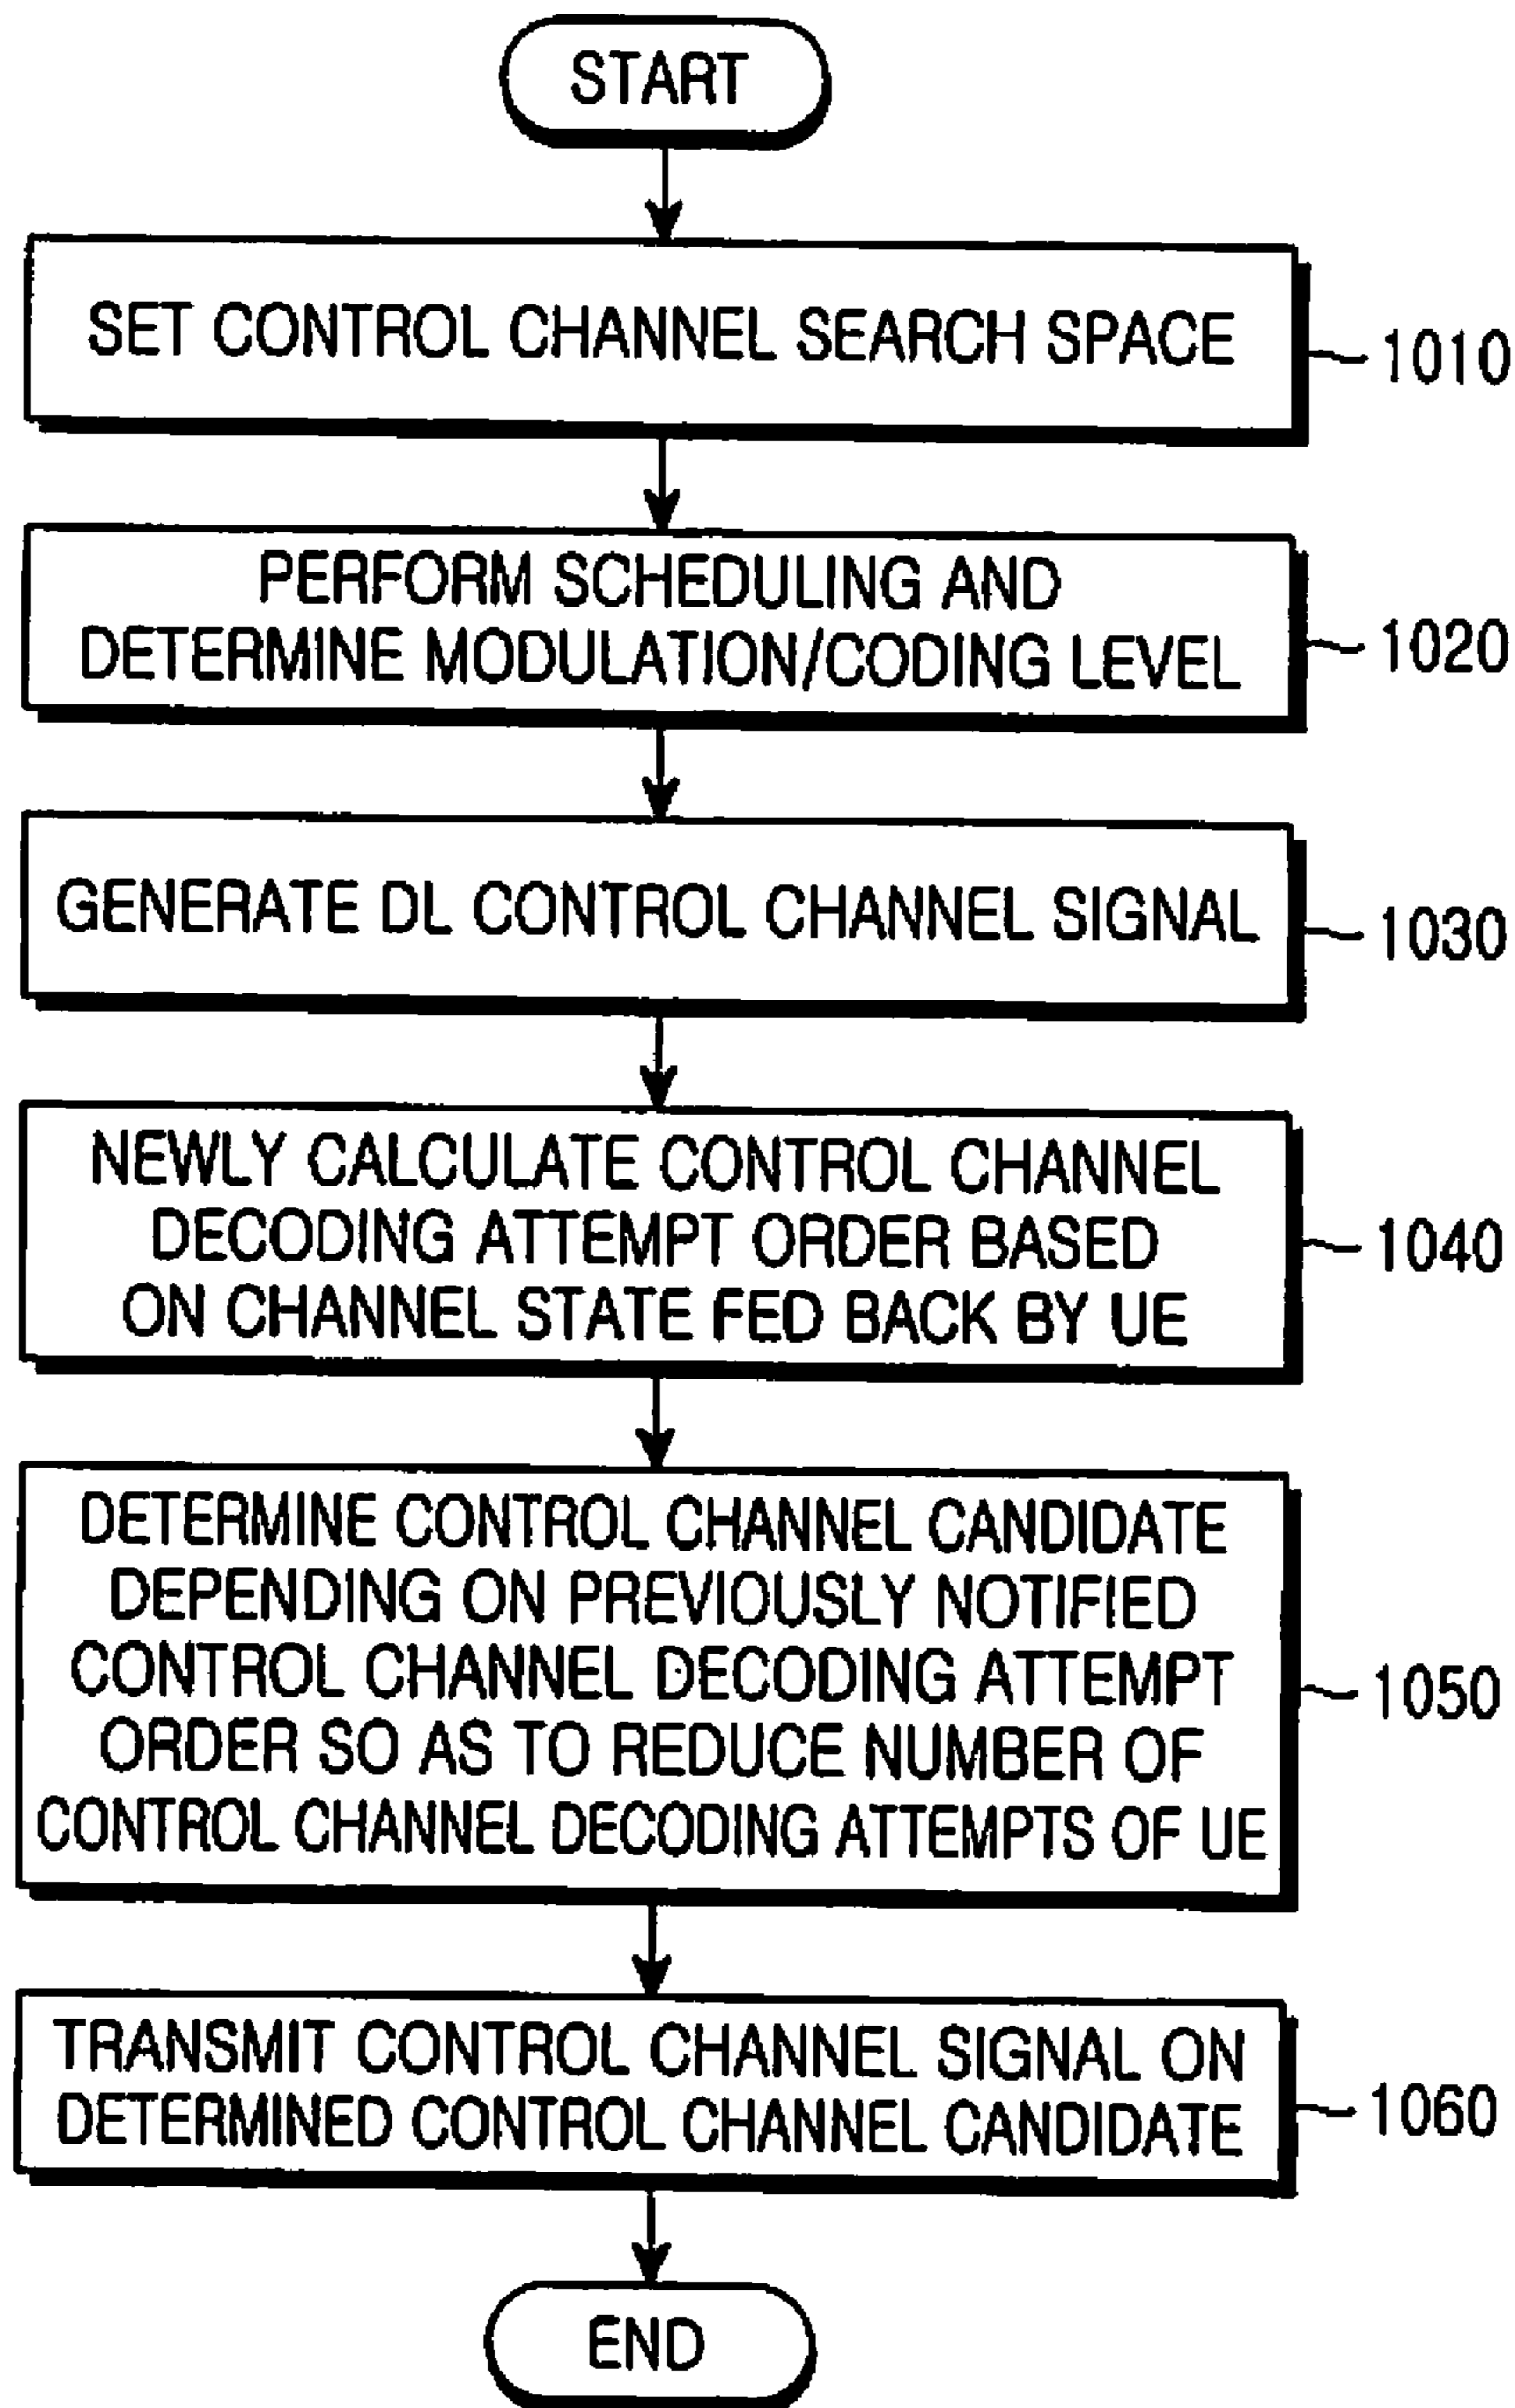 START
SET CONTROL CHANNEL SEARCH SPACE
1010
PERFORM SCHEDULING AND
DETERMINE MODULATION/CODING LEVEL
1020
GENERATE DL CONTROL CHANNEL SIGNAL
1030
NEWLY CALCULATE CONTROL CHANNEL
DECODING ATTEMPT ORDER BASED
ON CHANNEL STATE FED BACK BY UE
1040
DETERMINE CONTROL CHANNEL CANDIDATE
DEPENDING ON PREVIOUSLY NOTIFIED
CONTROL CHANNEL DECODING ATTEMPT
ORDER SO AS TO REDUCE NUMBER OF
CONTROL CHANNEL DECODING ATTEMPTS OF UE
1050
TRANSMIT CONTROL CHANNEL SIGNAL ON
DETERMINED CONTROL CHANNEL CANDIDATE
1060
END